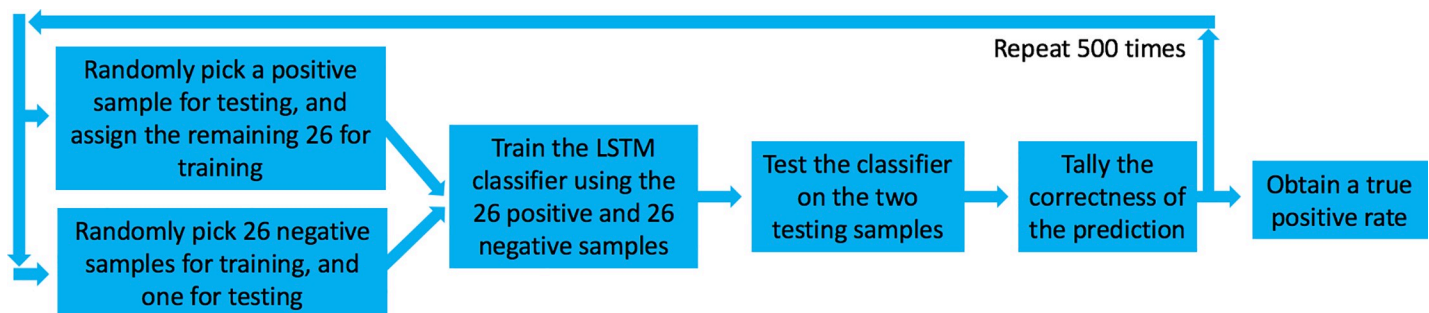 Repeat 500 times
Randomly pick a positive
sample for testing, and
assign the remaining 26 for
training
Randomly pick 26 negative
samples for training, and
one for testing
Train the LSTM
classifier using the
26 positive and 26
negative samples
Test the classifier
on the two
testing samples
Tally the
correctness of
the prediction
Obtain a true
positive rate